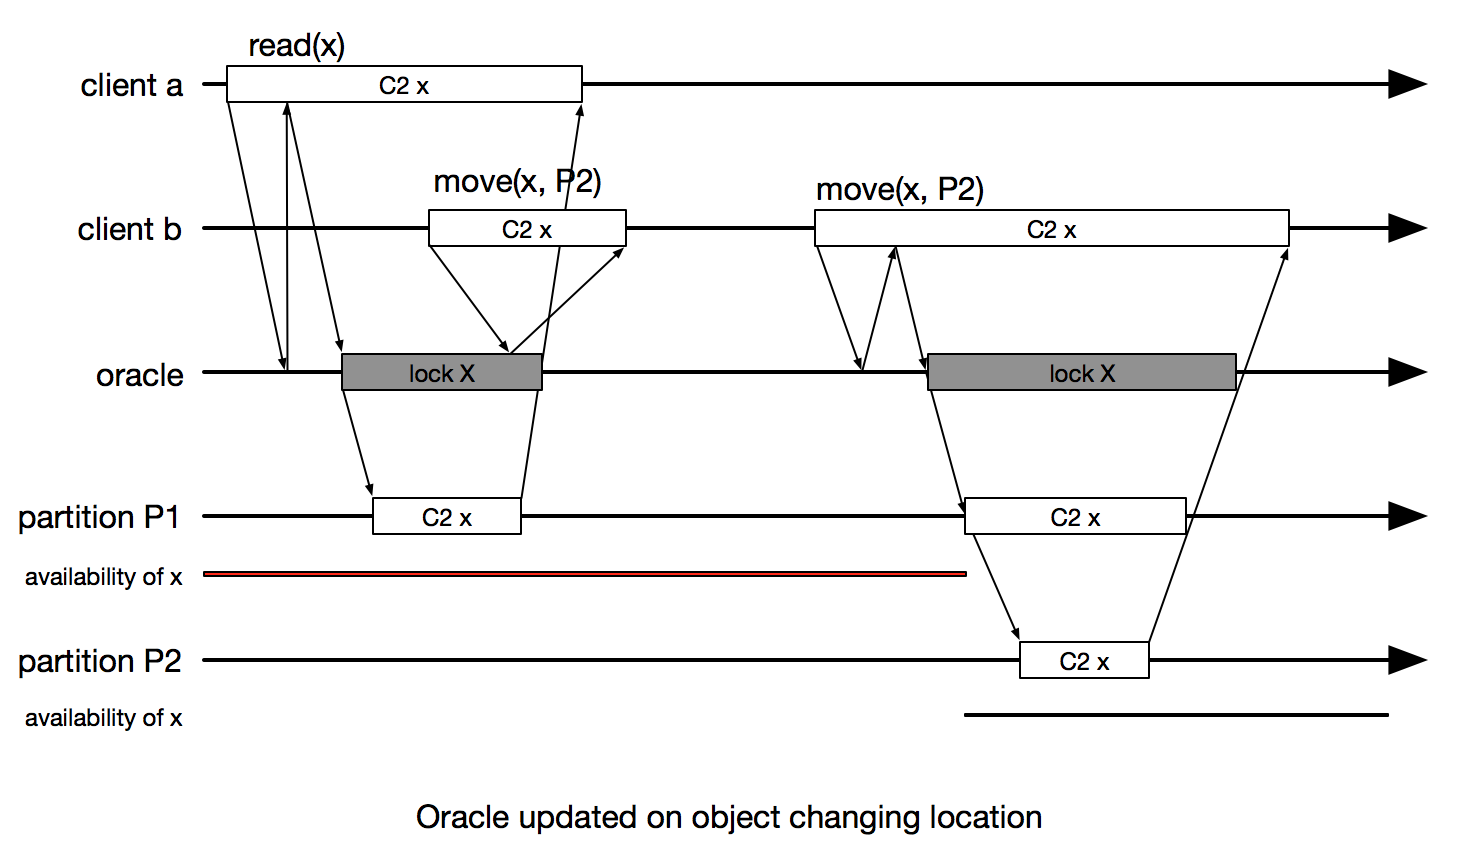 read(x)
client a
C2 x
move(x, P2)
move(x, P2)
client b
C2 x
C2 x
oracle
lock X
lock X
partition P1
C2 x
C2 x
availability of x
partition P2
C2 x
availability of x
Oracle updated on object changing location